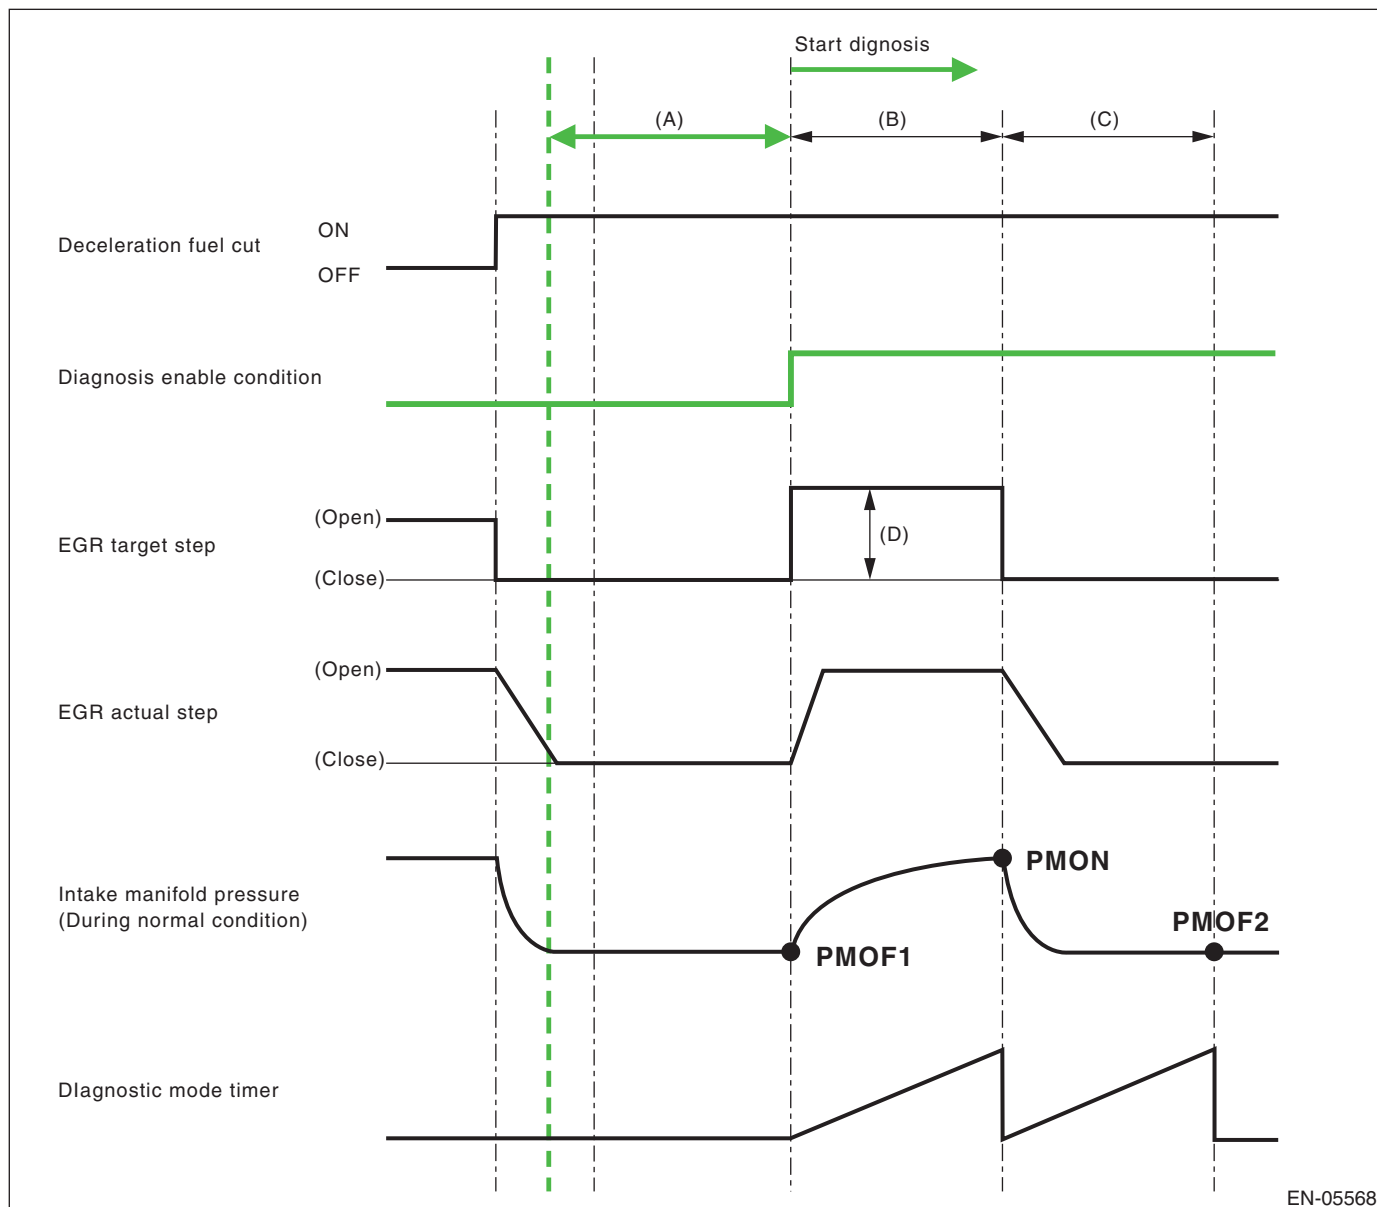 Start dignosis
(A)
(B)
(C)
Deceleration fuel cut
ON
OFF
Diagnosis enable condition
(Open)
EGR target step
(D)
(Close)
(Open)
EGR actual step
(Close)
PMON
Intake manifold pressure
(During normal condition)
PMOF2
PMOF1
DIagnostic mode timer
EN-05568